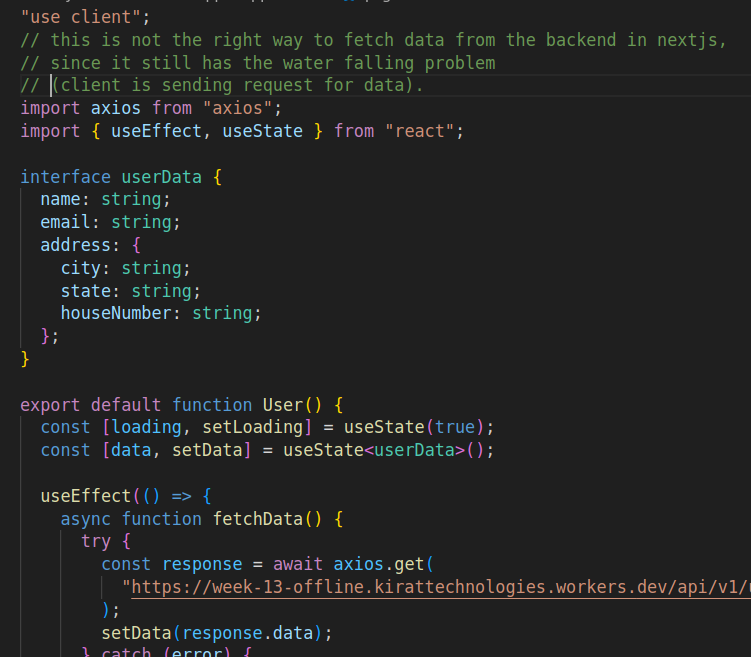 "use client";
// this is not the right way to fetch data from the backend in nextjs,
// since it still has the water falling problem
// (client is sending request for data).
import axios from "axios";
import { useEffect, useState } from "react";
interface userData {
name: string;
email: string;
address: {
city: string;
state: string;
houseNumber: string;
};
}
export default function User() {
const [loading, setLoading] = useState(true);
const [data, setData] = useState<userData>();
useEffect(() => {
async function fetchData() {
try {
const response = await axios.get(
"https://week-13-offline.kirattechnologies.workers.dev/api/v1/
);
setData(response.data);
} catch (error) {